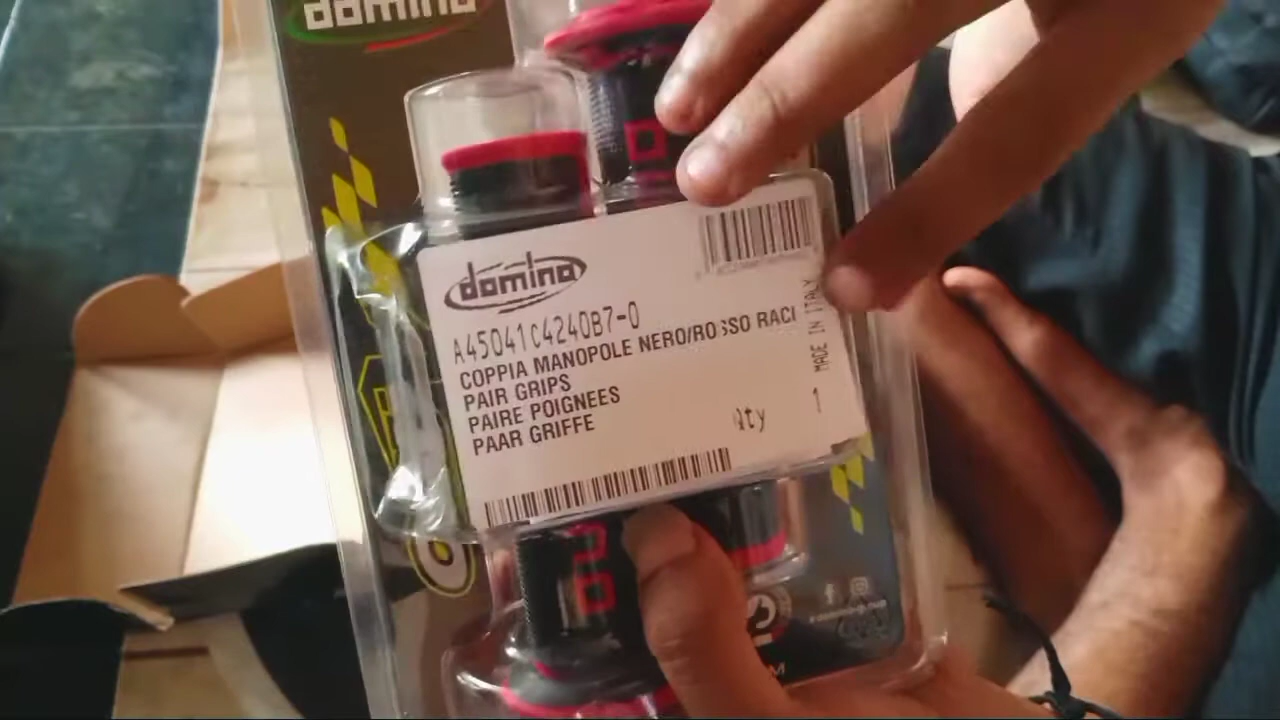 domino
domino
A45041C4240B7-0
COPPIA MANOPOLE NERO/ROSSO RACI
PAIR GRIPS
PAIRE POIGNEES
PAAR GRIFFE
Qty 1
MADE IN ITALY